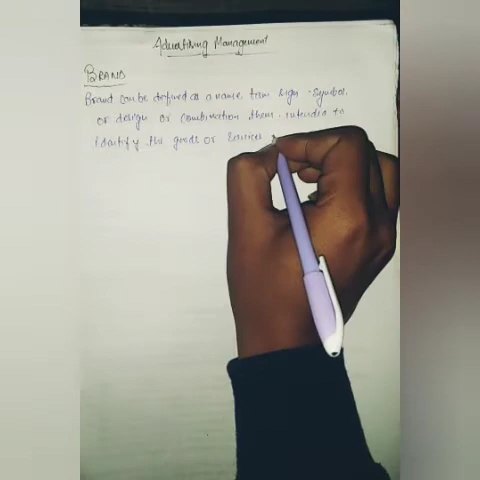 Advertising Management
BRAND
Brand can be defined as a name term sign symbol
or design or combination them intended to
identify the goods or services